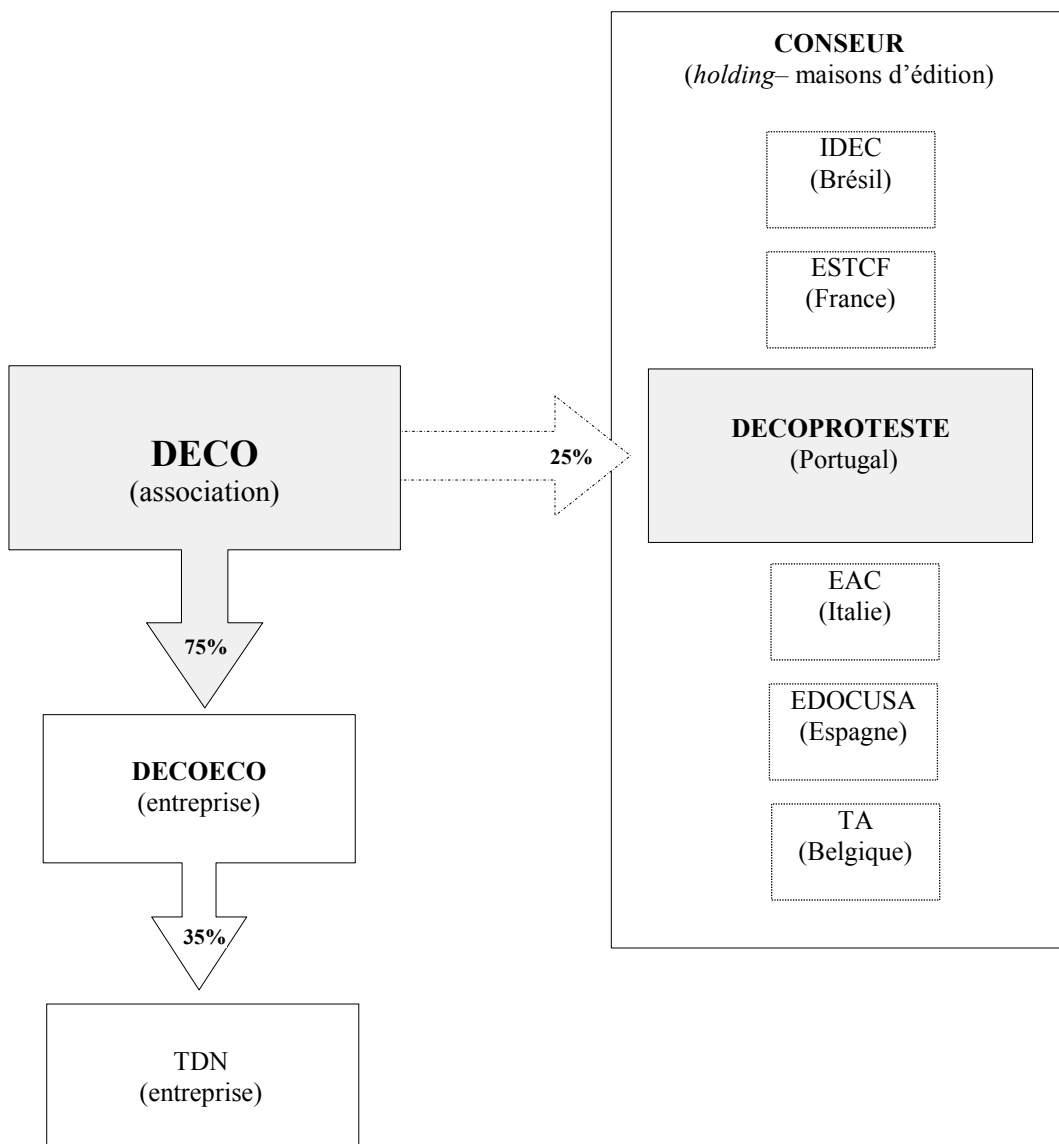 CONSEUR
(holding– maisons d’édition)
IDEC
(Brésil)
ESTCF
(France)
DECO
(association)
25%
DECOPROTESTE
(Portugal)
75%
EAC
(Italie)
DECOECO
(entreprise)
EDOCUSA
(Espagne)
TA
(Belgique)
35%
TDN
(entreprise)